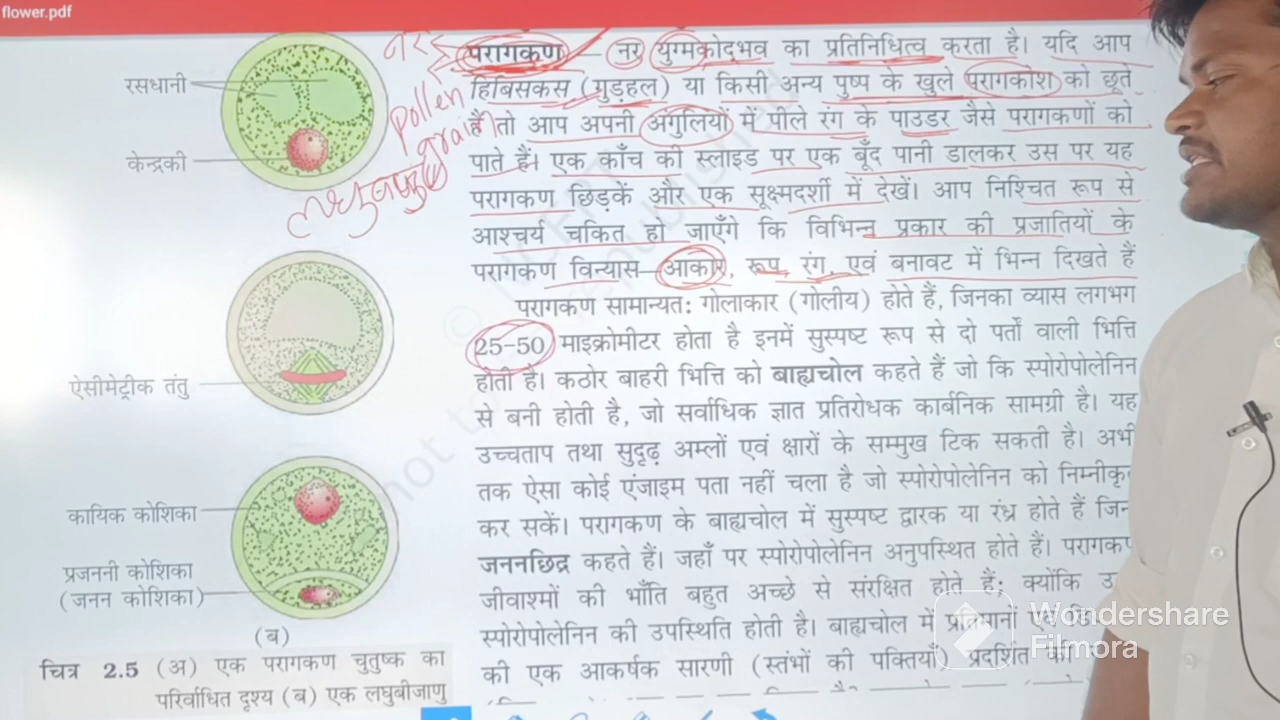 flower.pdf
रसधानी
केन्द्रकी
ऐसीमेट्रीक तंतु
कायिक कोशिका
प्रजननी कोशिका
(जनन कोशिका)
(ब)
चित्र 2.5 (अ) एक परागकण चुतुष्क का
परिवर्धित दृश्य (ब) एक लघुबीजाणु
नर
pollen
grain
परागकण नर युग्मकोद्भव का प्रतिनिधित्व करता है। यदि आप
हिबिसकस (गुड़हल) या किसी अन्य पुष्प के खुले परागकोश को छूते
हैं तो आप अपनी अंगुलियों में पीले रंग के पाउडर जैसे परागकणों को
पाते हैं। एक काँच की स्लाइड पर एक बूँद पानी डालकर उस पर यह
परागकण छिड़कें और एक सूक्ष्मदर्शी में देखें। आप निश्चित रूप से
आश्चर्य चकित हो जाएँगे कि विभिन्न प्रकार की प्रजातियों के
परागकण विन्यास—आकार, रूप, रंग, एवं बनावट में भिन्न दिखते हैं
परागकण सामान्यत: गोलाकार (गोलीय) होते हैं, जिनका व्यास लगभग
25-50 माइक्रोमीटर होता है इनमें सुस्पष्ट रूप से दो पर्तों वाली भित्ति
होती है। कठोर बाहरी भित्ति को बाह्यचोल कहते हैं जो कि स्पोरोपोलेनिन
से बनी होती है, जो सर्वाधिक ज्ञात प्रतिरोधक कार्बनिक सामग्री है। यह
उच्चताप तथा सुदृढ़ अम्लों एवं क्षारों के सम्मुख टिक सकती है। अभी
तक ऐसा कोई एंजाइम पता नहीं चला है जो स्पोरोपोलेनिन को निम्नीकृ
कर सकें। परागकण के बाह्यचोल में सुस्पष्ट द्वारक या रंध्र होते हैं जिन
जननछिद्र कहते हैं। जहाँ पर स्पोरोपोलेनिन अनुपस्थित होते हैं। परागकण
जीवाश्मों की भाँति बहुत अच्छे से संरक्षित होते हैं; क्योंकि
स्पोरोपोलेनिन की उपस्थिति होती है। बाह्यचोल में प्रतिमानों एवं
की एक आकर्षक सारणी (स्तंभों की पंक्तियाँ) प्रदर्शित की
Wondershare
Filmora